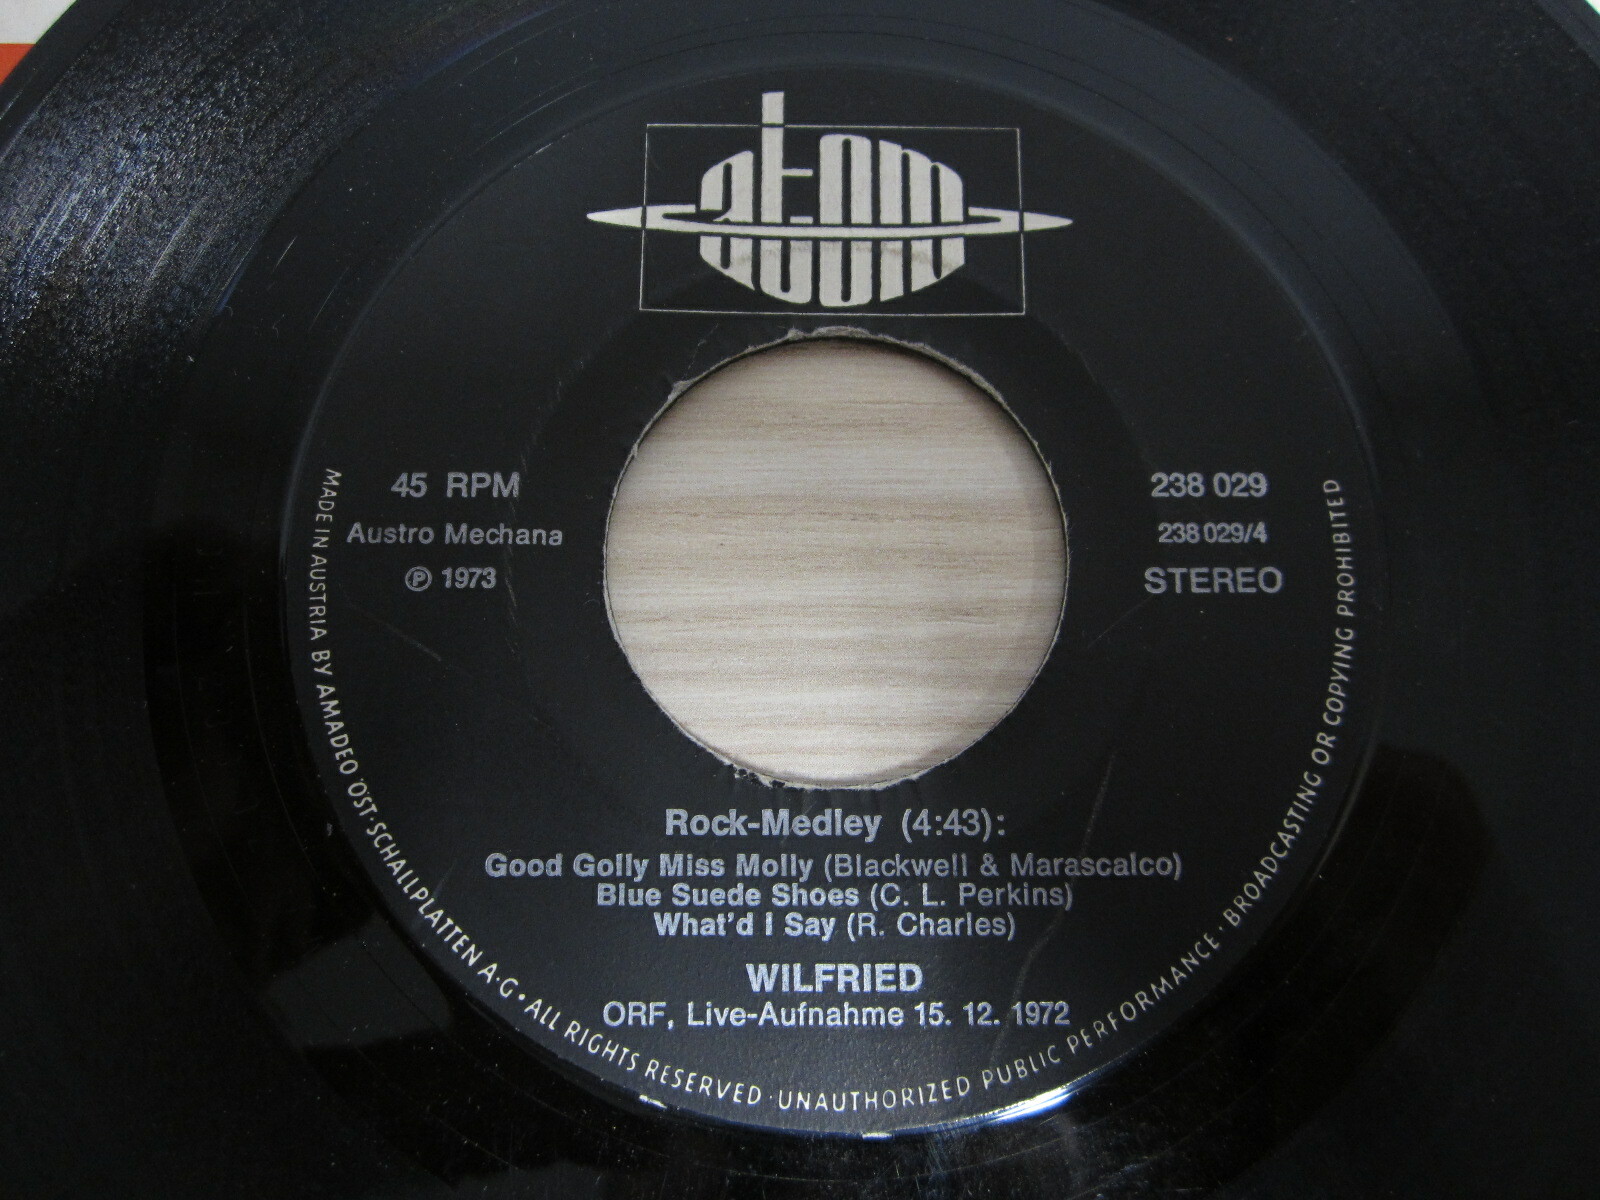 atom
45 RPM
Austro Mechana
℗ 1973
238 029
238 029/4
STEREO
Rock-Medley (4:43):
Good Golly Miss Molly (Blackwell & Marascalco)
Blue Suede Shoes (C. L. Perkins)
What'd I Say (R. Charles)
WILFRIED
ORF, Live-Aufnahme 15. 12. 1972
MADE IN AUSTRIA BY AMADEO ÖST·SCHALLPLATTEN A·G • ALL RIGHTS RESERVED · UNAUTHORIZED PUBLIC PERFORMANCE · BROADCASTING OR COPYING PROHIBITED